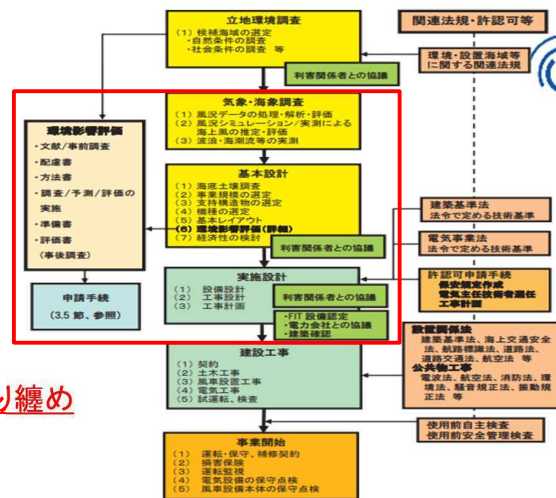 立地環境調査
(1) 候補海域の選定
・自然条件の調査
・社会条件の調査 等
利害関係者との協議
関連法規・許認可等
環境・設置海域等
に関する関連法規
気象・海象調査
(1) 風況データの処理・解析・評価
(2) 風況シミュレーション/実測による
海上風の推定・評価
(3) 波浪・海潮流等の実測
環境影響評価
・文献/事前調査
・配慮書
・方法書
・調査/予測/評価の
実施
・準備書
・評価書
(事後調査)
基本設計
(1) 海底土壌調査
(2) 事業規模の選定
(3) 支持構造物の選定
(4) 機種の選定
(5) 基本レイアウト
(6) 環境影響評価(詳細)
(7) 経済性の検討
利害関係者との協議
建築基準法
法令で定める技術基準
電気事業法
法令で定める技術基準
申請手続
(3.5 節、参照)
実施設計
(1) 設備設計
(2) 工事設計
(3) 工事計画
利害関係者との協議
・FIT 設備認定
・電力会社との協議
・建築確認
許認可申請手続
保安規定作成
電気主任技術者選任
工事計画
建設工事
(1) 契約
(2) 土木工事
(3) 風車設置工事
(4) 電気工事
(5) 試運転、検査
設置関係法
建築基準法、海上交通安全
法、航路標識法、道路法、
道路交通法、航空法 等
公共物工事
電波法、航空法、消防法、環
境法、騒音規正法、振動規
正法 等
り纏め
使用前自主検査
使用前安全管理検査
事業開始
(1) 運転・保守、補修契約
(2) 損害保険
(3) 運転監視
(4) 電気設備の保守点検
(5) 風車設備本体の保守点検